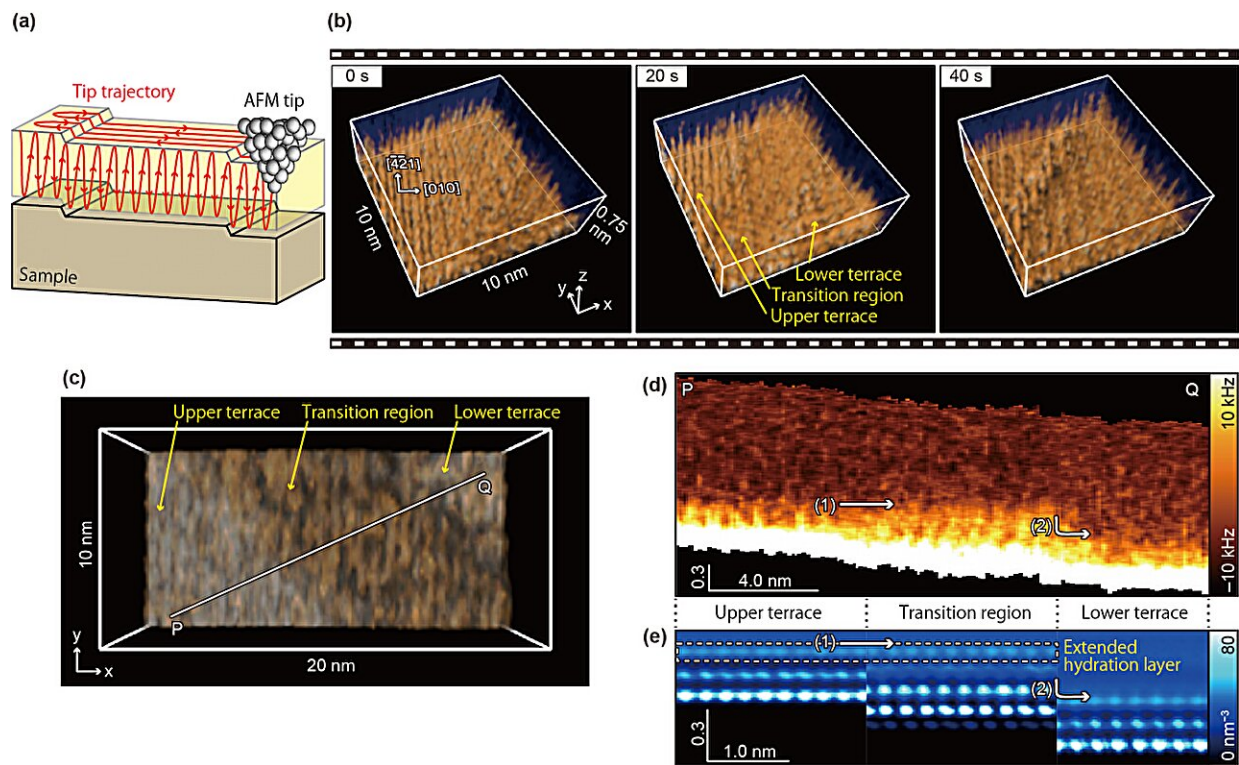 (a)
Tip trajectory
AFM tip
Sample
(b)
0 s
20 s
40 s
[4̅2̅1]
[010]
10 nm
10 nm
0.75 nm
z
y
x
Lower terrace
Transition region
Upper terrace
(c)
Upper terrace
Transition region
Lower terrace
P
Q
10 nm
20 nm
y
x
(d)
P
Q
(1)
(2)
0.3
4.0 nm
10 kHz
−10 kHz
Upper terrace
Transition region
Lower terrace
(e)
(1)
Extended
hydration layer
(2)
0.3
1.0 nm
80
0 nm⁻³